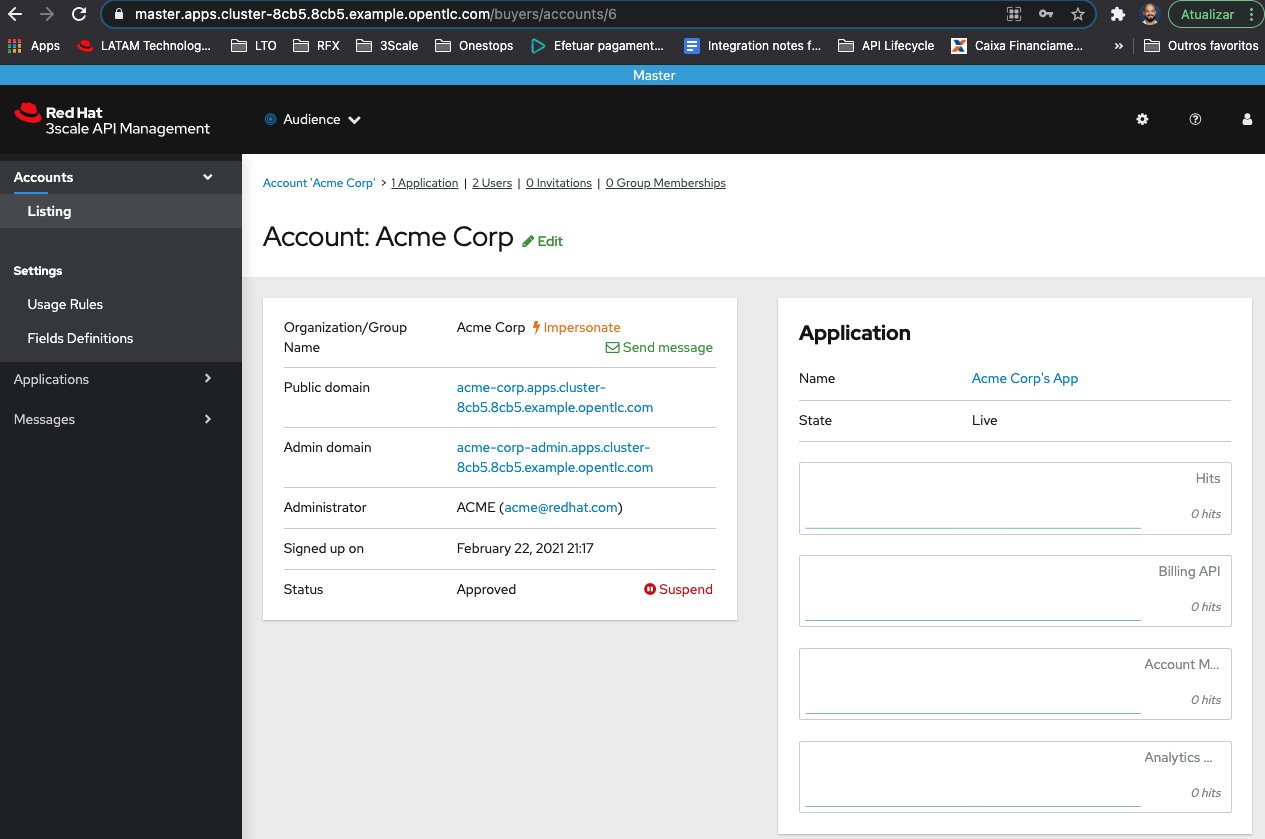 master.apps.cluster-8cb5.8cb5.example.opentlc.com/buyers/accounts/6
Atualizar
Apps
LATAM Technolog...
LTO
RFX
3Scale
Onestops
Efetuar pagament...
Integration notes f...
API Lifecycle
Caixa Financiame...
»
Outros favoritos
Master
Red Hat
3scale API Management
Audience
Accounts
Listing
Settings
Usage Rules
Fields Definitions
Applications
Messages
Account 'Acme Corp' > 1 Application | 2 Users | 0 Invitations | 0 Group Memberships
Account: Acme Corp Edit
Organization/Group
Name
Acme Corp Impersonate
Send message
Public domain
acme-corp.apps.cluster-
8cb5.8cb5.example.opentlc.com
Admin domain
acme-corp-admin.apps.cluster-
8cb5.8cb5.example.opentlc.com
Administrator
ACME (acme@redhat.com)
Signed up on
February 22, 2021 21:17
Status
Approved
Suspend
Application
Name
Acme Corp's App
State
Live
Hits
0 hits
Billing API
0 hits
Account M...
0 hits
Analytics ...
0 hits